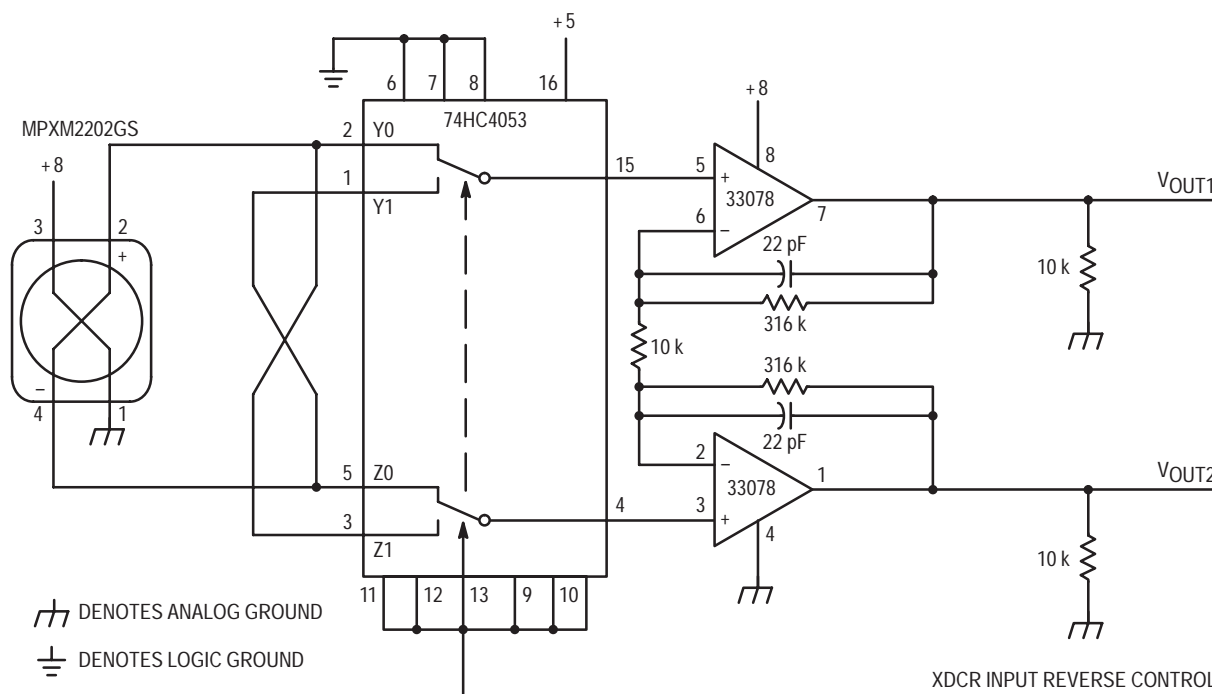 +5
6
7
8
16
74HC4053
+8
MPXM2202GS
+8
2
Y0
1
Y1
15
5
+
8
33078
7
6
−
VOUT1
22 pF
316 k
10 k
10 k
3
2
+
−
4
1
316 k
22 pF
5
Z0
3
Z1
4
2
−
33078
1
3
+
4
VOUT2
10 k
11
12
13
9
10
DENOTES ANALOG GROUND
DENOTES LOGIC GROUND
XDCR INPUT REVERSE CONTROL